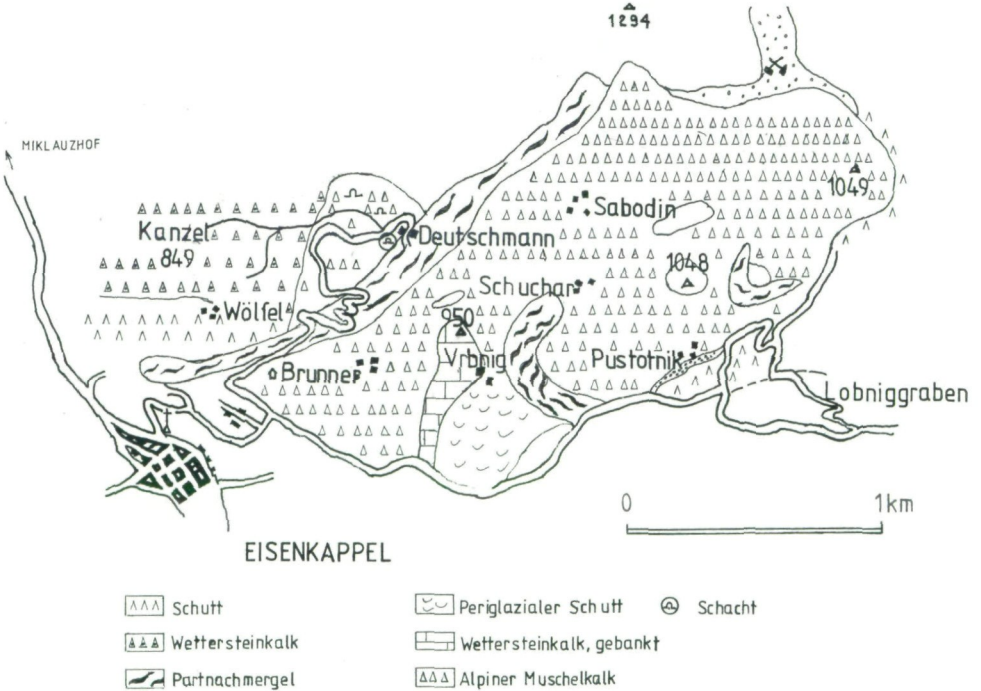 1294
MIKLAUZHOF
1049
Sabodin
Kanzel
849
Deutschmann
1048
Schuchar
Wölfel
950
Vrbnig
Pustotnik
Brunner
Lobniggraben
0 1km
EISENKAPPEL
Schutt
Periglazialer Schutt
Schacht
Wettersteinkalk
Wettersteinkalk, gebankt
Partnachmergel
Alpiner Muschelkalk